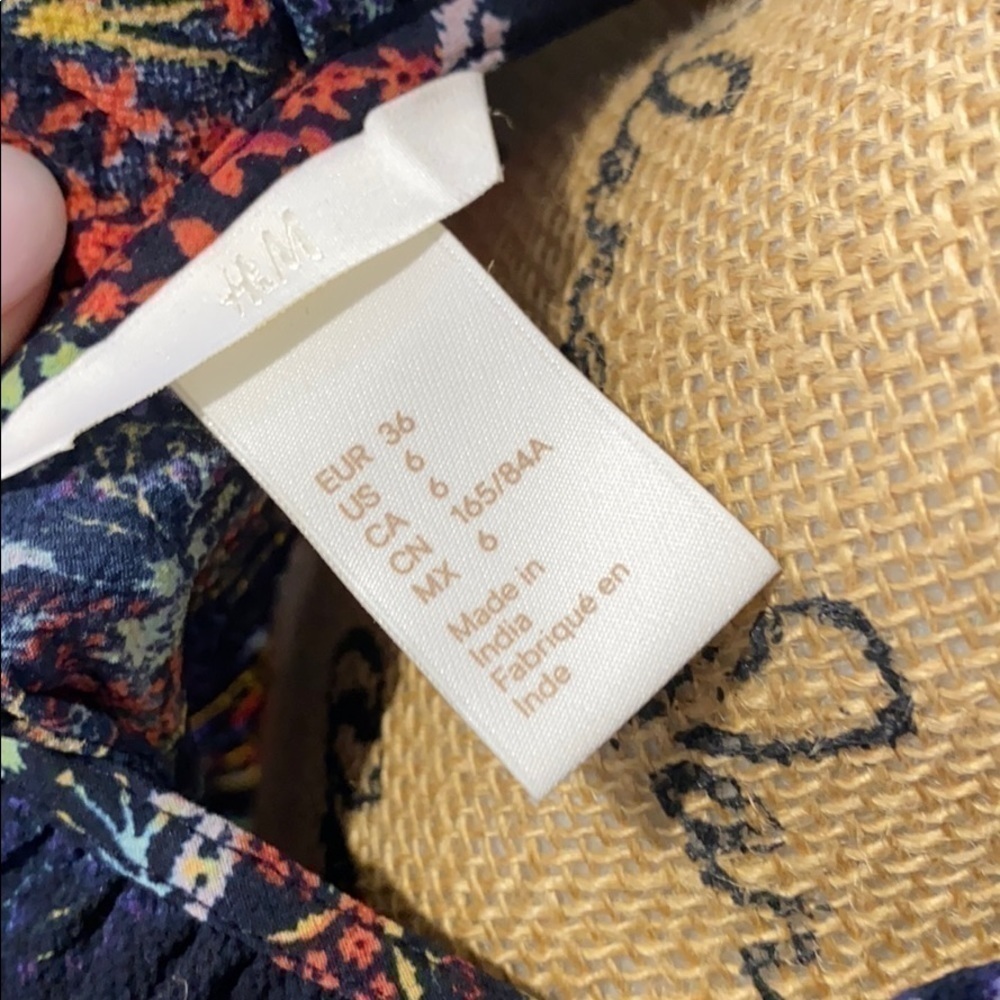 H&M
EUR 36
US 6
CA 6
CN 165/84A
MX 6
Made in
India
Fabriqué en
Inde